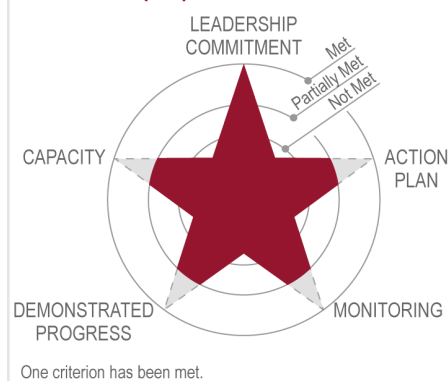 LEADERSHIP
COMMITMENT
Met
Partially Met
Not Met
CAPACITY
ACTION
PLAN
DEMONSTRATED
PROGRESS
MONITORING
One criterion has been met.